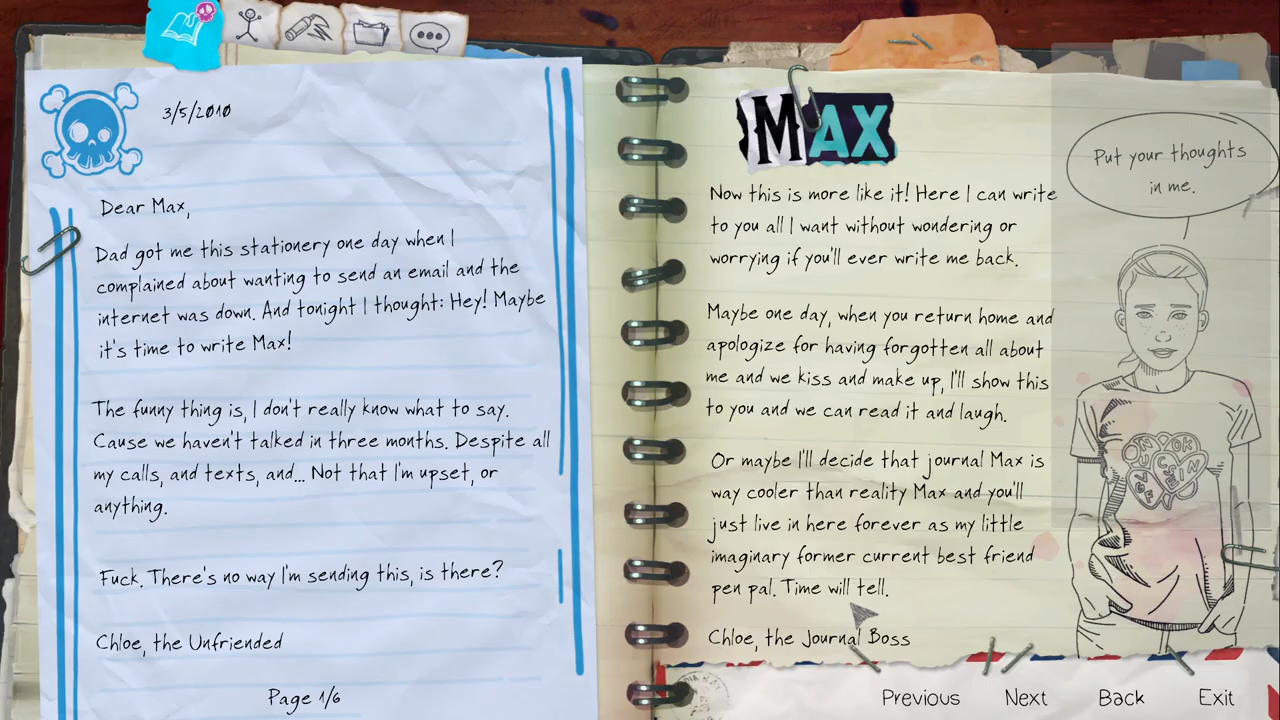 3/5/2010
Dear Max,
Dad got me this stationery one day when I
complained about wanting to send an email and the
internet was down. And tonight I thought: Hey! Maybe
it's time to write Max!
The funny thing is, I don't really know what to say.
Cause we haven't talked in three months. Despite all
my calls, and texts, and... Not that I'm upset, or
anything.
Fuck. There's no way I'm sending this, is there?
Chloe, the Unfriended
Page 1/6
MAX
Now this is more like it! Here I can write
to you all I want without wondering or
worrying if you'll ever write me back.
Maybe one day, when you return home and
apologize for having forgotten all about
me and we kiss and make up, I'll show this
to you and we can read it and laugh.
Or maybe I'll decide that journal Max is
way cooler than reality Max and you'll
just live in here forever as my little
imaginary former current best friend
pen pal. Time will tell.
Chloe, the Journal Boss
Put your thoughts
in me.
Previous
Next
Back
Exit